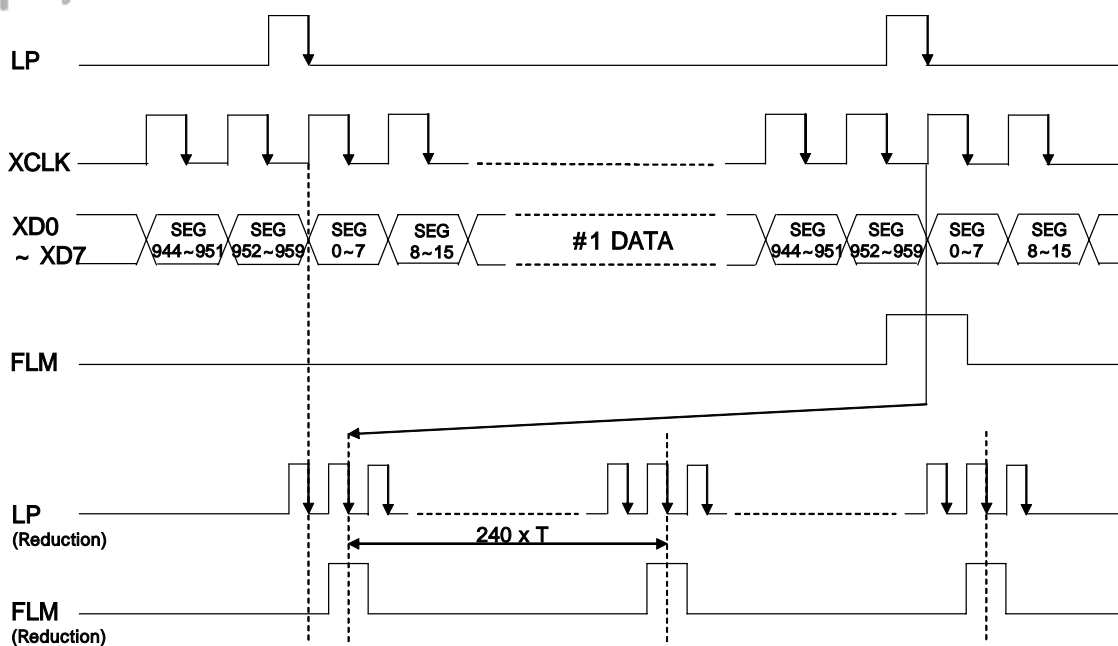 LP
XCLK
XD0
~ XD7
SEG
944~951
SEG
952~959
SEG
0~7
SEG
8~15
#1 DATA
SEG
944~951
SEG
952~959
SEG
0~7
SEG
8~15
FLM
LP
(Reduction)
240 x T
FLM
(Reduction)